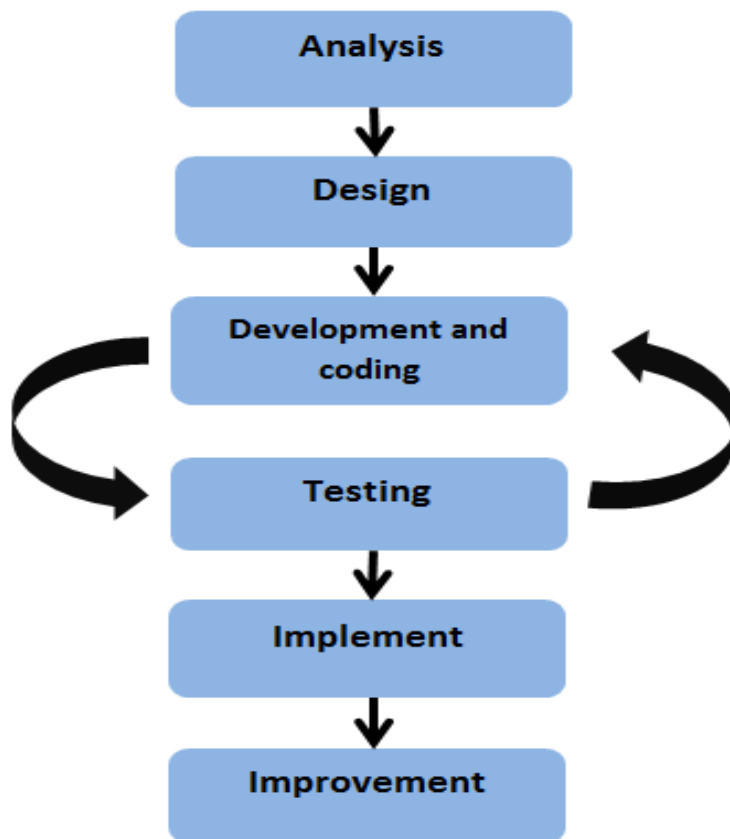 Analysis
Design
Development and
coding
Testing
Implement
Improvement